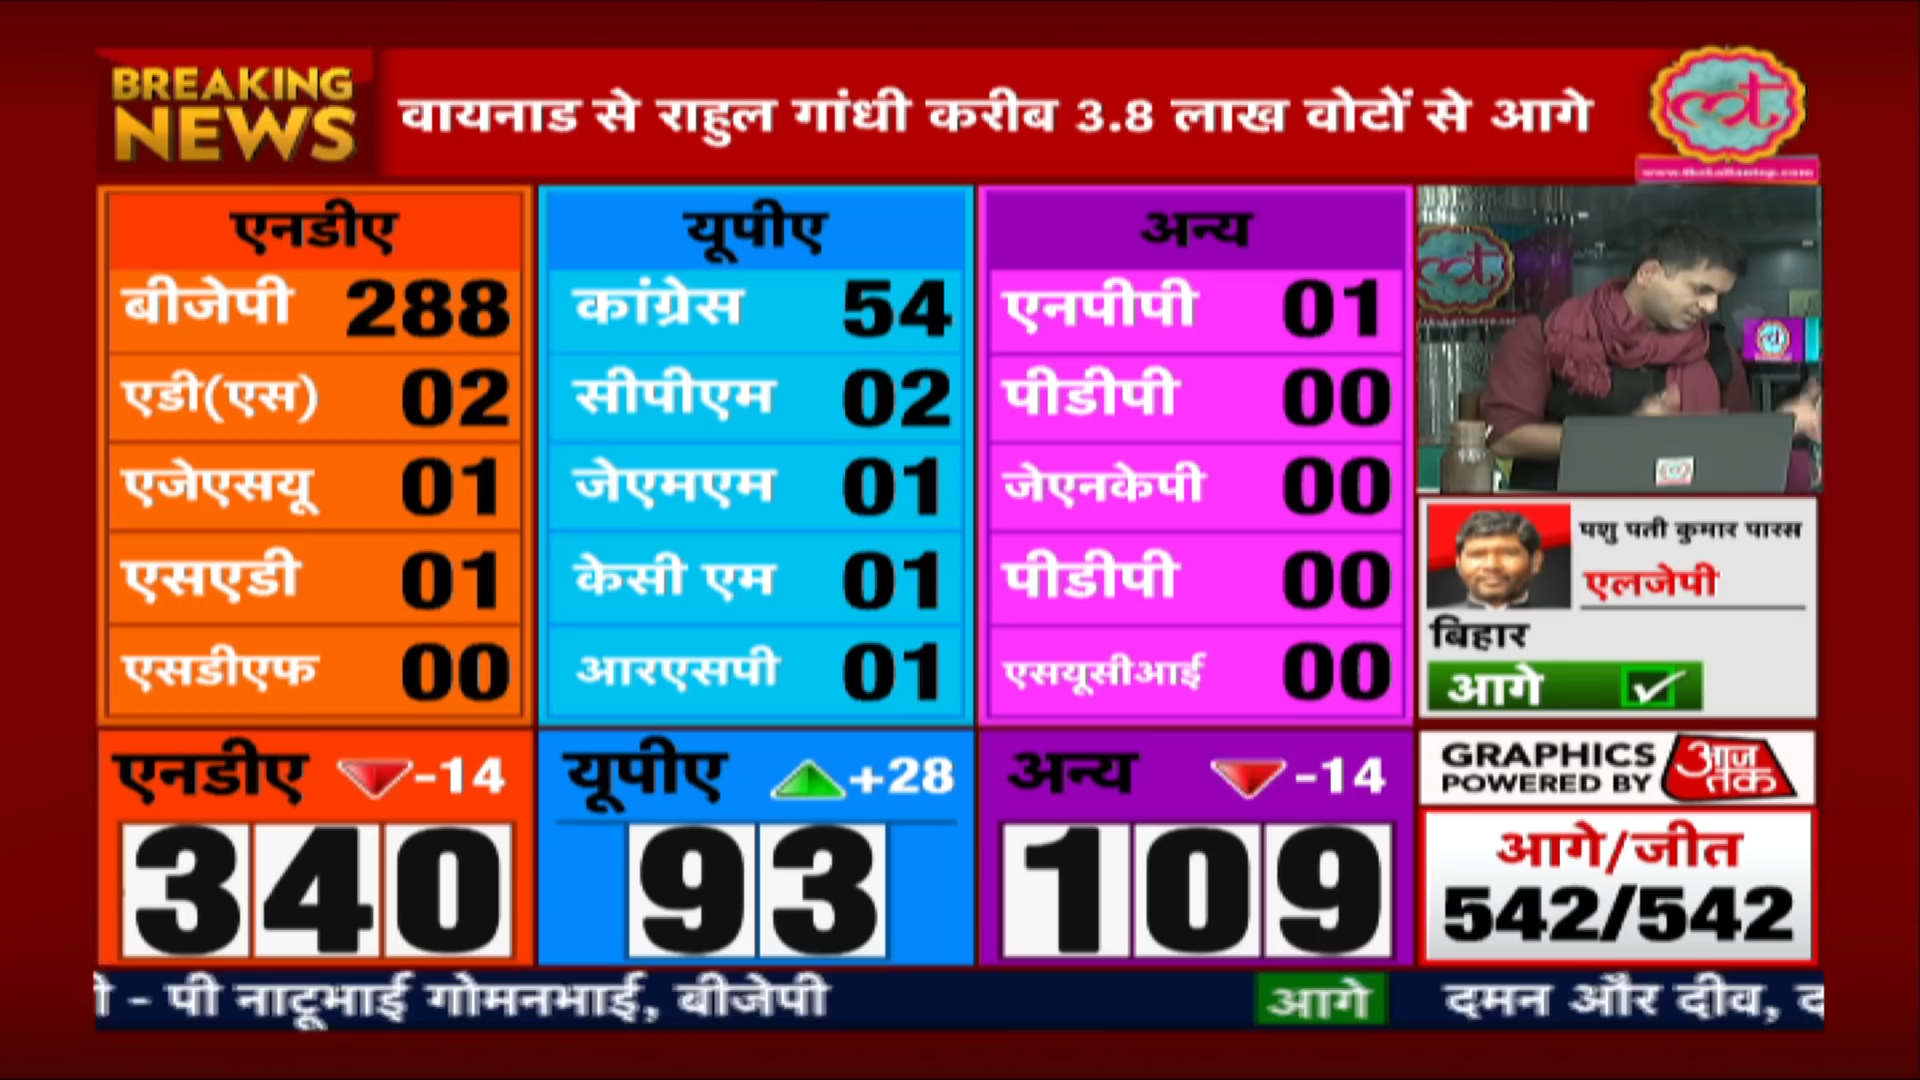 BREAKING
NEWS
वायनाड से राहुल गांधी करीब 3.8 लाख वोटों से आगे
www.thelallantop.com
एनडीए
बीजेपी 288
एडी(एस) 02
एजेएसयू 01
एसएडी 01
एसडीएफ 00
यूपीए
कांग्रेस 54
सीपीएम 02
जेएमएम 01
केसी एम 01
आरएसपी 01
अन्य
एनपीपी 01
पीडीपी 00
जेएनकेपी 00
पीडीपी 00
एसयूसीआई 00
पशु पती कुमार पारस
एलजेपी
बिहार
आगे
एनडीए -14
340
यूपीए +28
93
अन्य -14
109
GRAPHICS
POWERED BY
आज तक
आगे/जीत
542/542
- पी नाटूभाई गोमनभाई, बीजेपी आगे दमन और दीव,